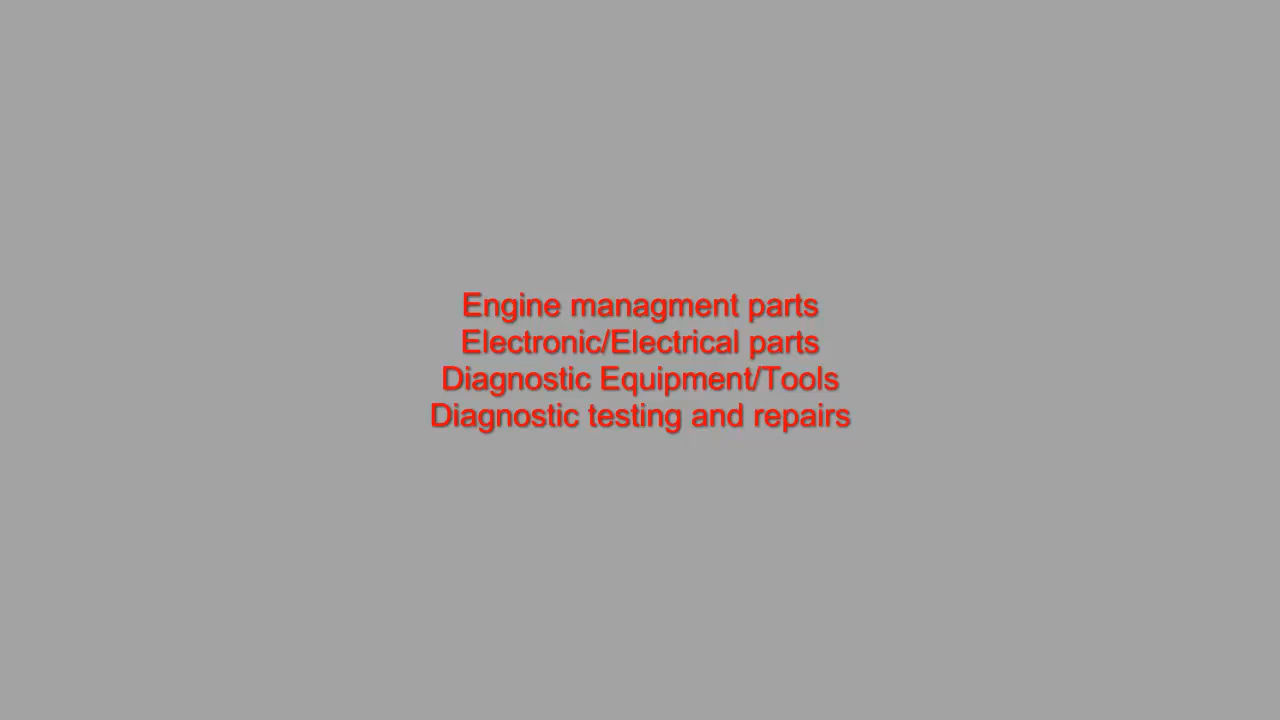 Engine managment parts
Electronic/Electrical parts
Diagnostic Equipment/Tools
Diagnostic testing and repairs